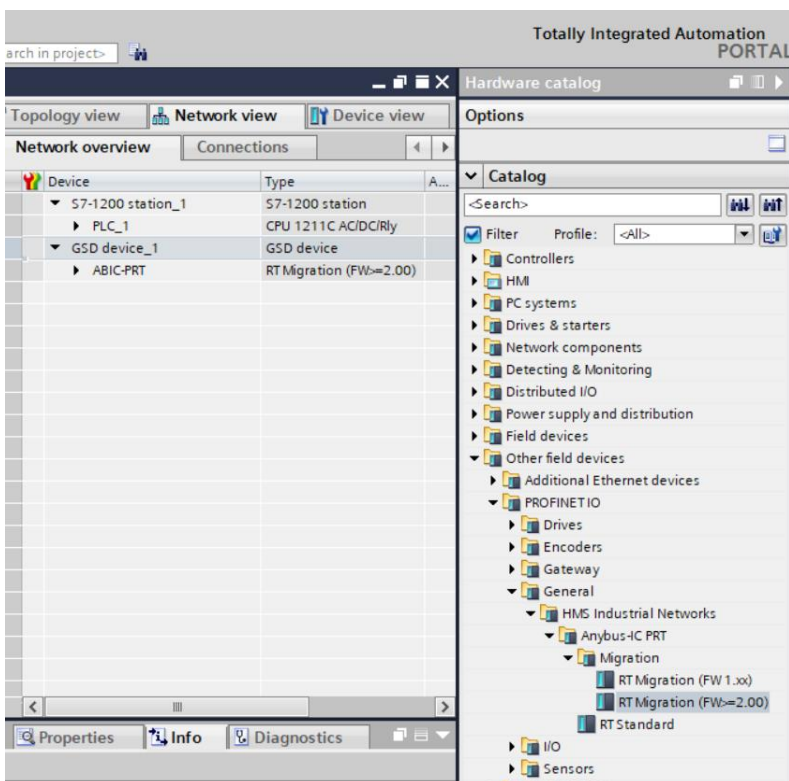 Totally Integrated Automation
PORTAL
arch in project>
Hardware catalog
Topology view Network view Device view
Options
Network overview Connections
Device Type A...
Catalog
S7-1200 station_1 S7-1200 station
<Search>
PLC_1 CPU 1211C AC/DC/Rly
Filter Profile: <All>
GSD device_1 GSD device
ABIC-PRT RT Migration (FW>=2.00)
Controllers
HMI
PC systems
Drives & starters
Network components
Detecting & Monitoring
Distributed I/O
Power supply and distribution
Field devices
Other field devices
Additional Ethernet devices
PROFINET IO
Drives
Encoders
Gateway
General
HMS Industrial Networks
Anybus-IC PRT
Migration
RT Migration (FW 1.xx)
RT Migration (FW>=2.00)
RT Standard
I/O
Sensors
Properties Info Diagnostics